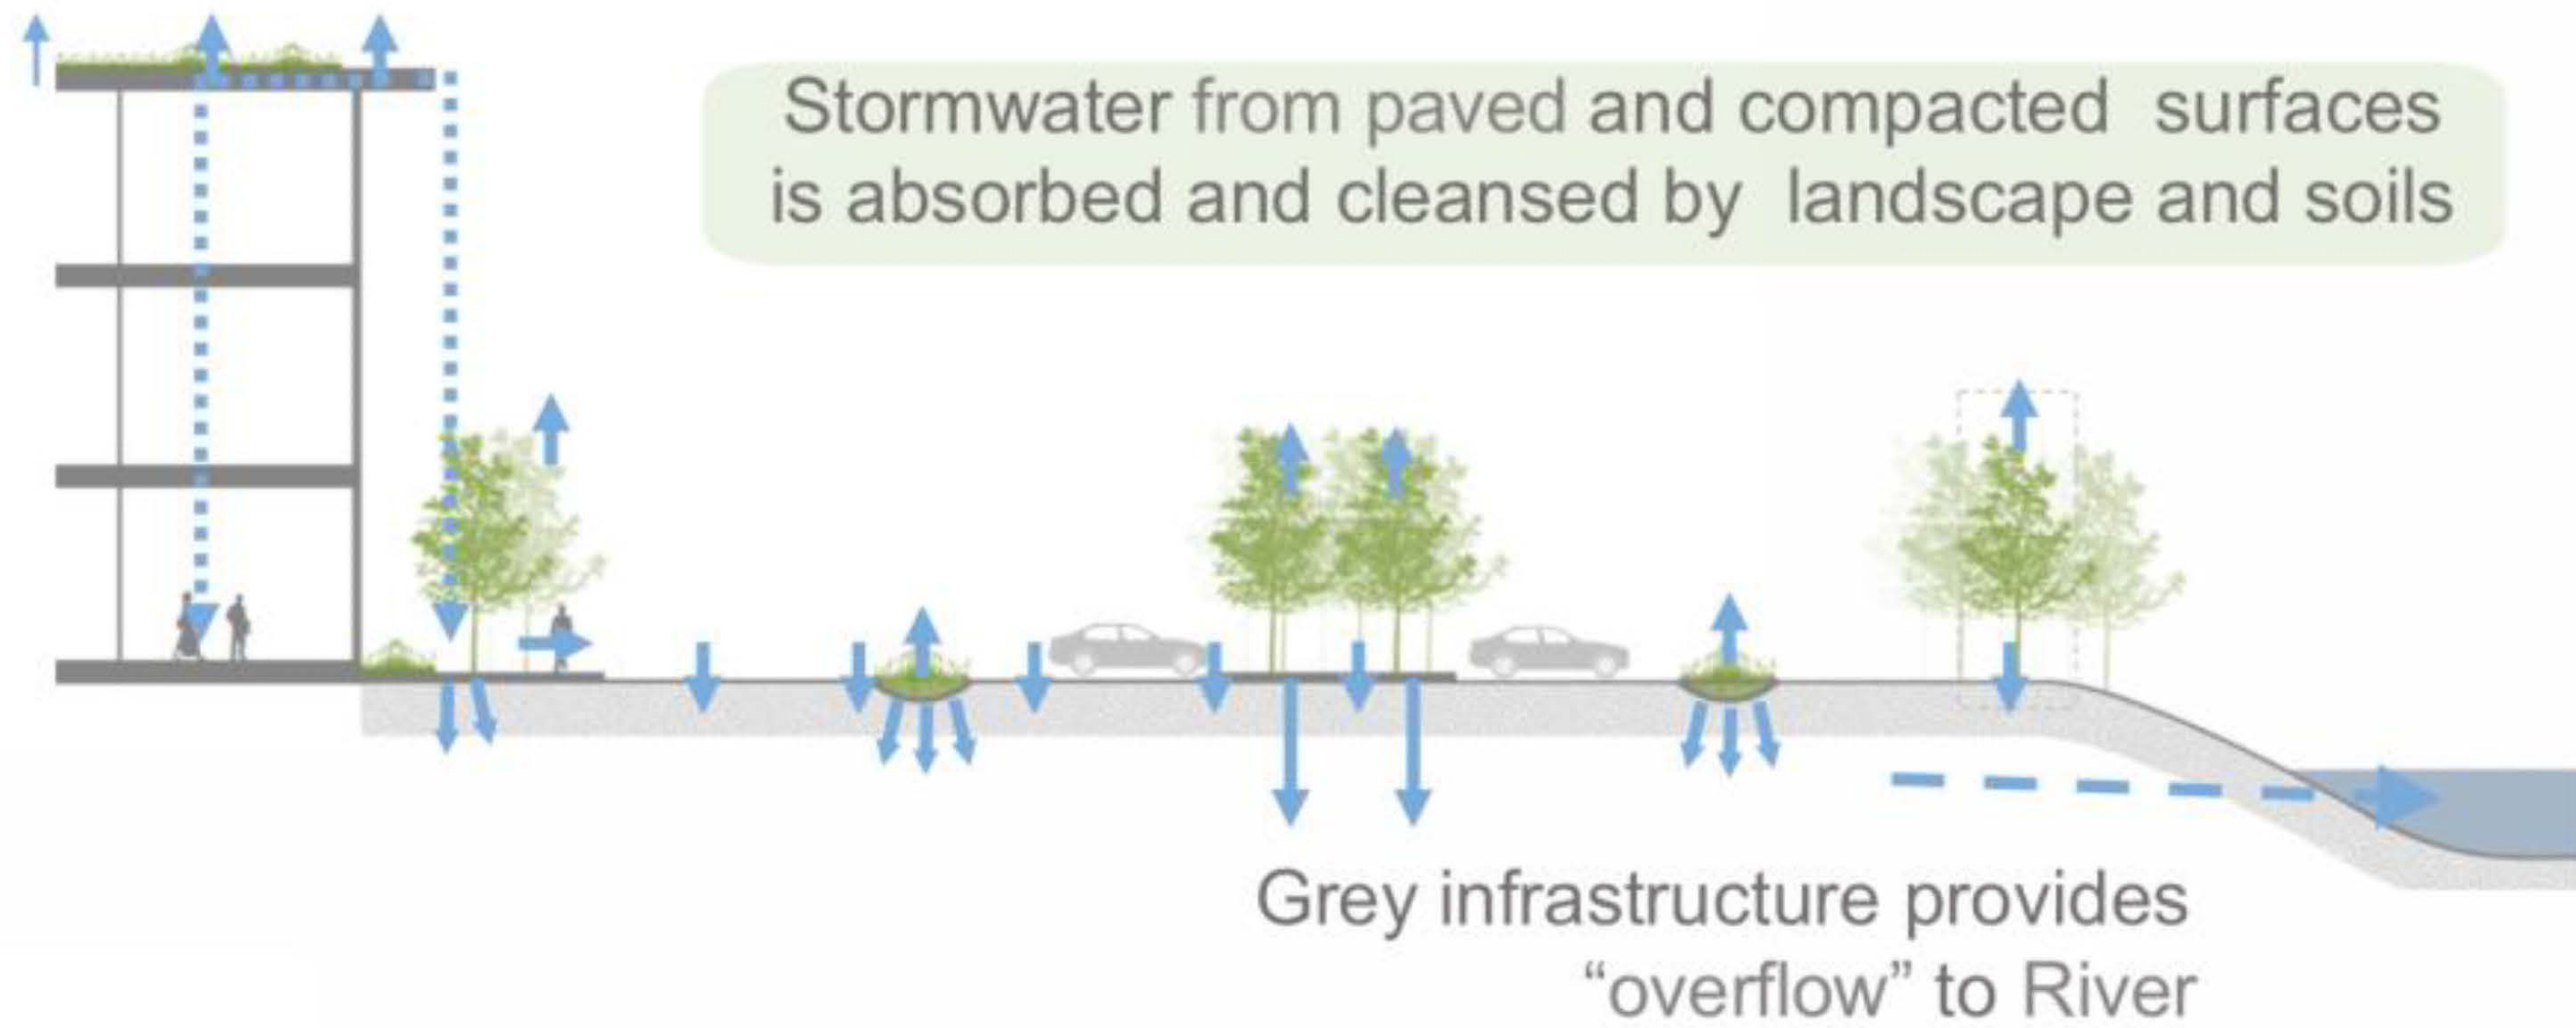 Stormwater from paved and compacted surfaces
is absorbed and cleansed by landscape and soils
Grey infrastructure provides
“overflow” to River